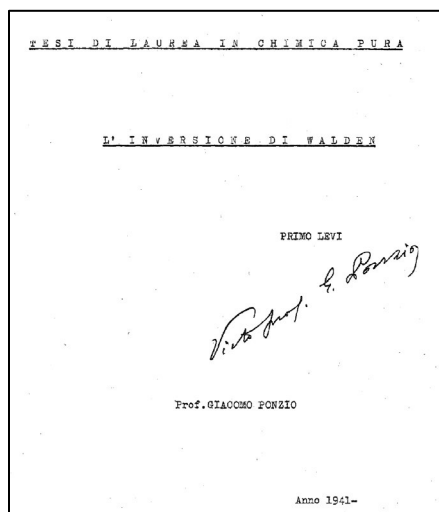 TESI DI LAUREA IN CHIMICA PURA
L' INVERSIONE DI WALDEN
PRIMO LEVI
Visto prof. G. Ponzio
Prof.GIACOMO PONZIO
Anno 1941-